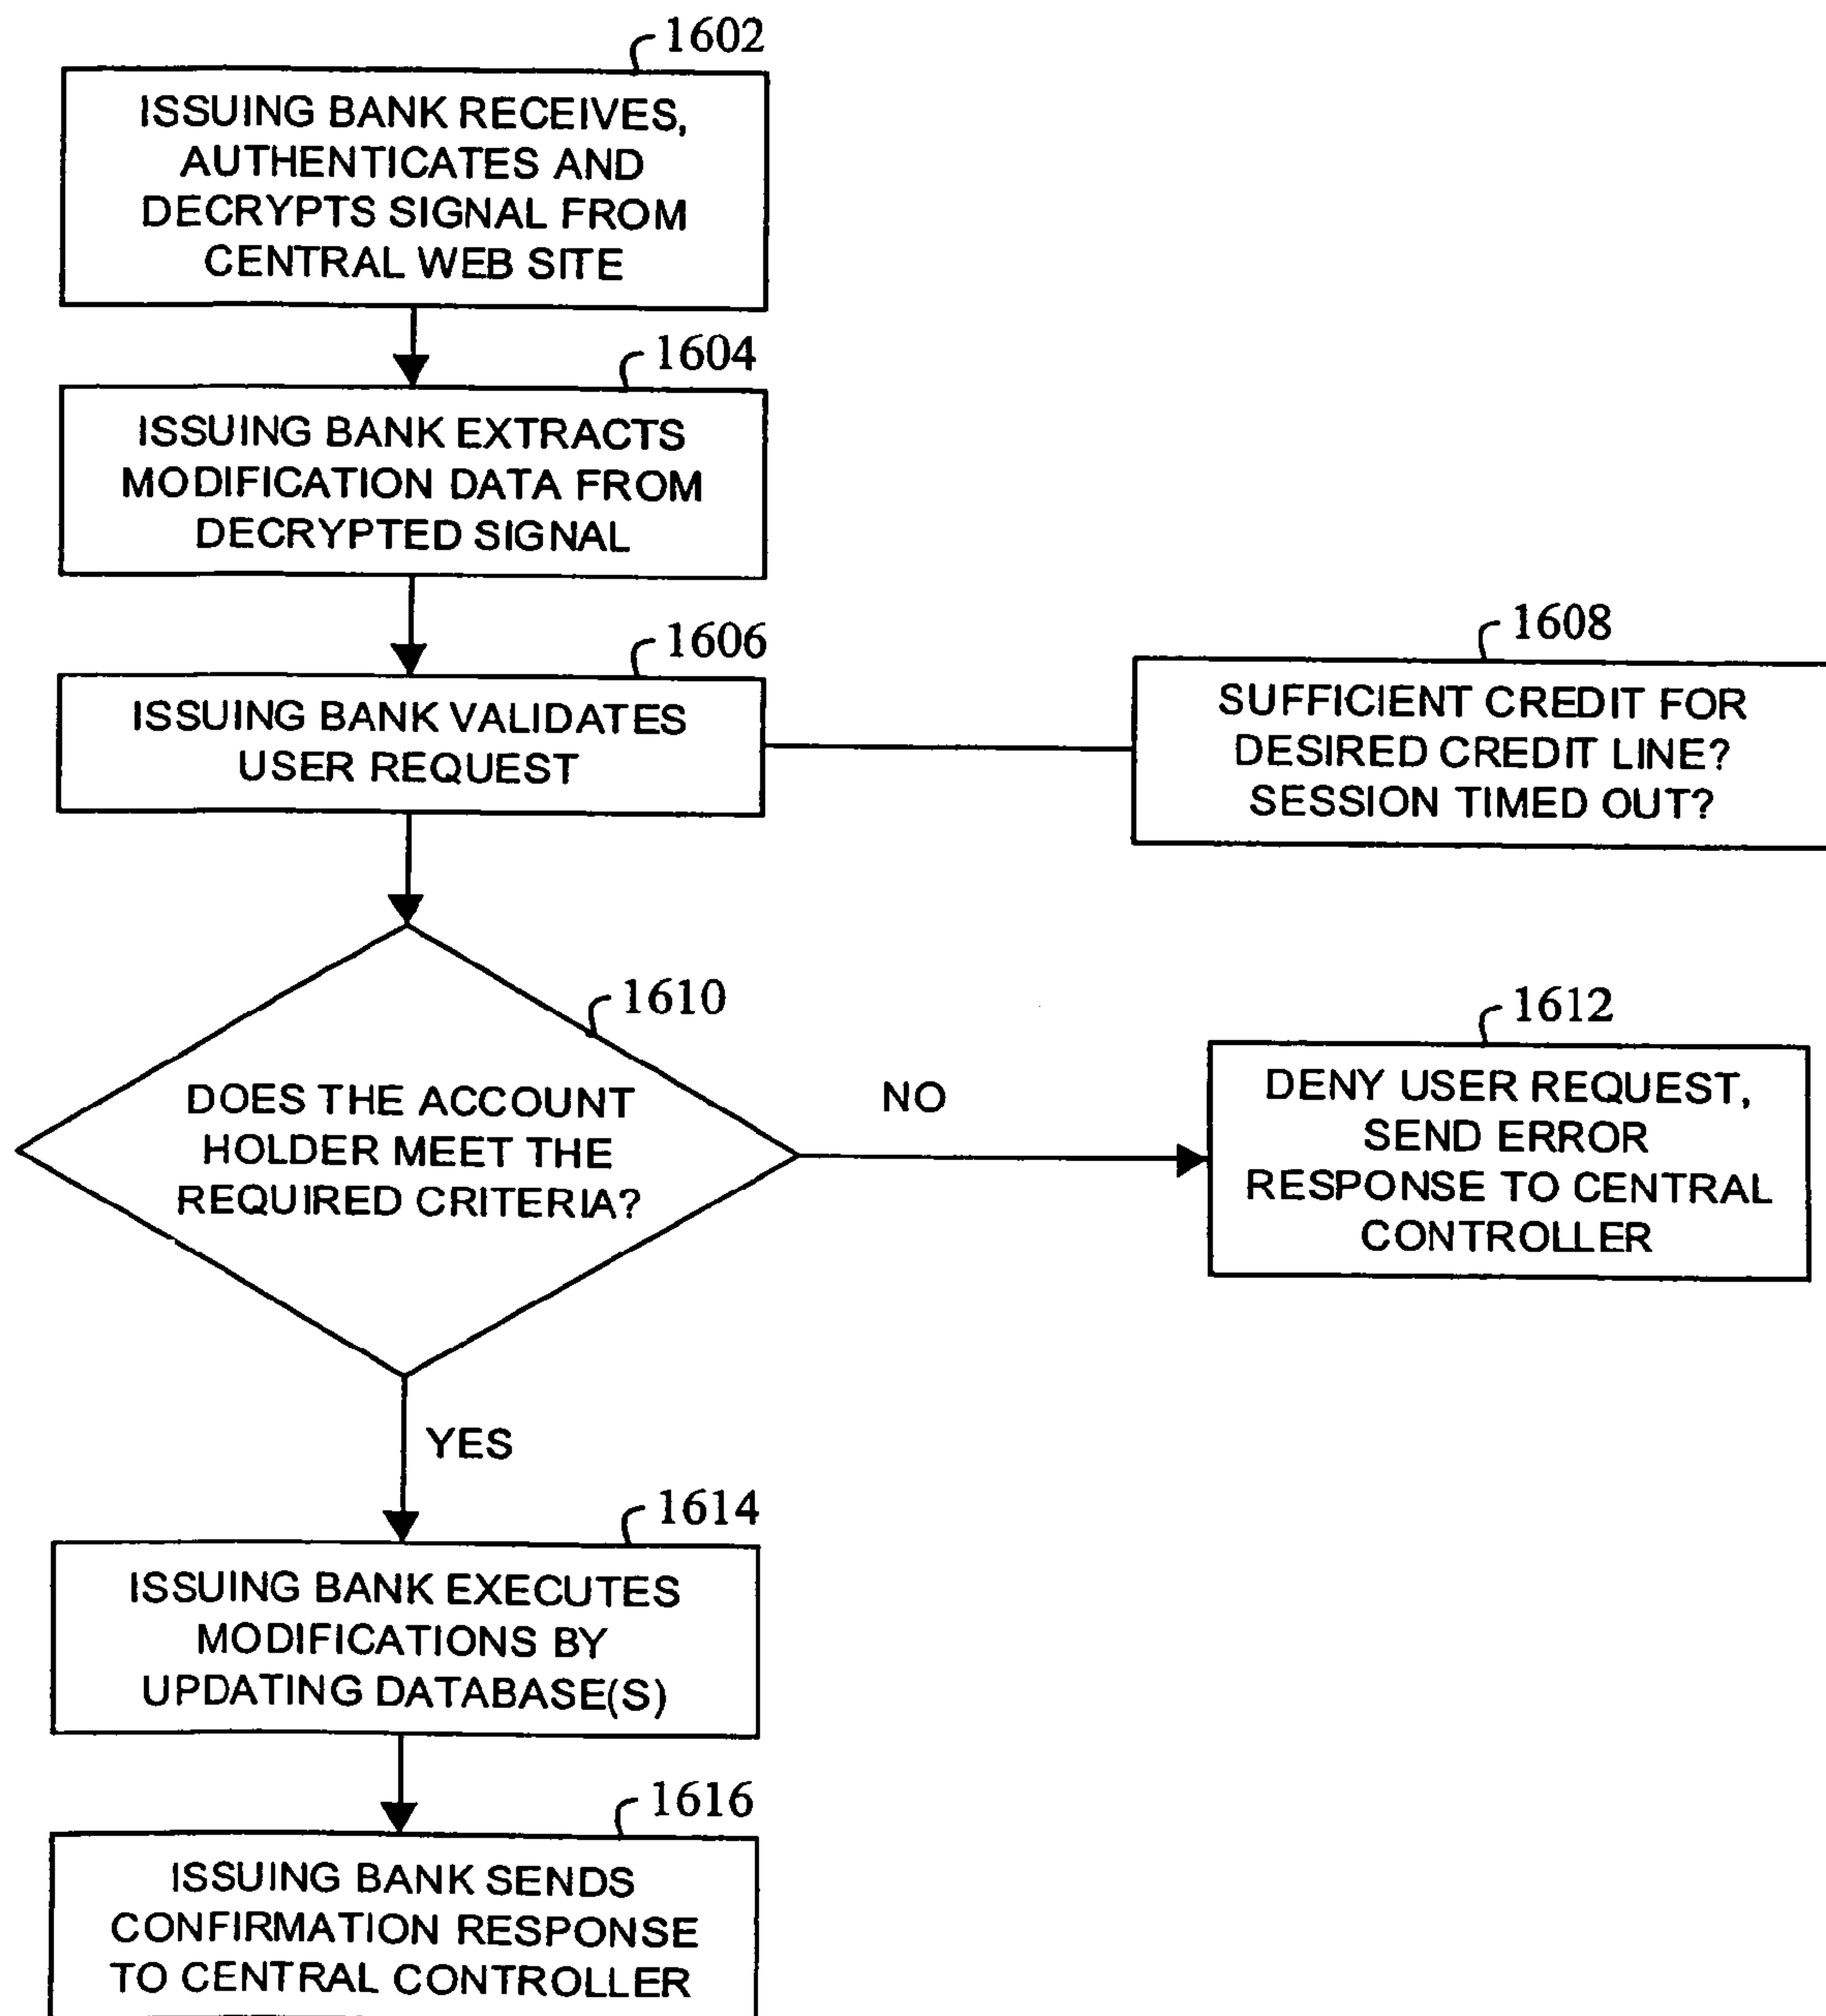 1602
ISSUING BANK RECEIVES,
AUTHENTICATES AND
DECRYPTS SIGNAL FROM
CENTRAL WEB SITE
1604
ISSUING BANK EXTRACTS
MODIFICATION DATA FROM
DECRYPTED SIGNAL
1606
ISSUING BANK VALIDATES
USER REQUEST
1608
SUFFICIENT CREDIT FOR
DESIRED CREDIT LINE?
SESSION TIMED OUT?
1610
DOES THE ACCOUNT
HOLDER MEET THE
REQUIRED CRITERIA?
NO
1612
DENY USER REQUEST,
SEND ERROR
RESPONSE TO CENTRAL
CONTROLLER
YES
1614
ISSUING BANK EXECUTES
MODIFICATIONS BY
UPDATING DATABASE(S)
1616
ISSUING BANK SENDS
CONFIRMATION RESPONSE
TO CENTRAL CONTROLLER